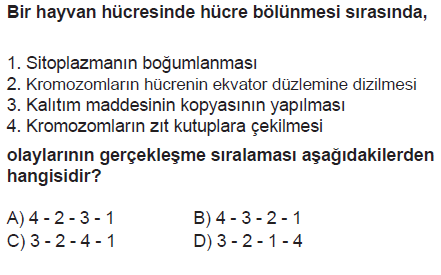 Bir hayvan hücresinde hücre bölünmesi sırasında,
1. Sitoplazmanın boğumlanması
2. Kromozomların hücrenin ekvator düzlemine dizilmesi
3. Kalıtım maddesinin kopyasının yapılması
4. Kromozomların zıt kutuplara çekilmesi
olaylarının gerçekleşme sıralaması aşağıdakilerden
hangisidir?
A) 4 - 2 - 3 - 1 B) 4 - 3 - 2 - 1
C) 3 - 2 - 4 - 1 D) 3 - 2 - 1 - 4